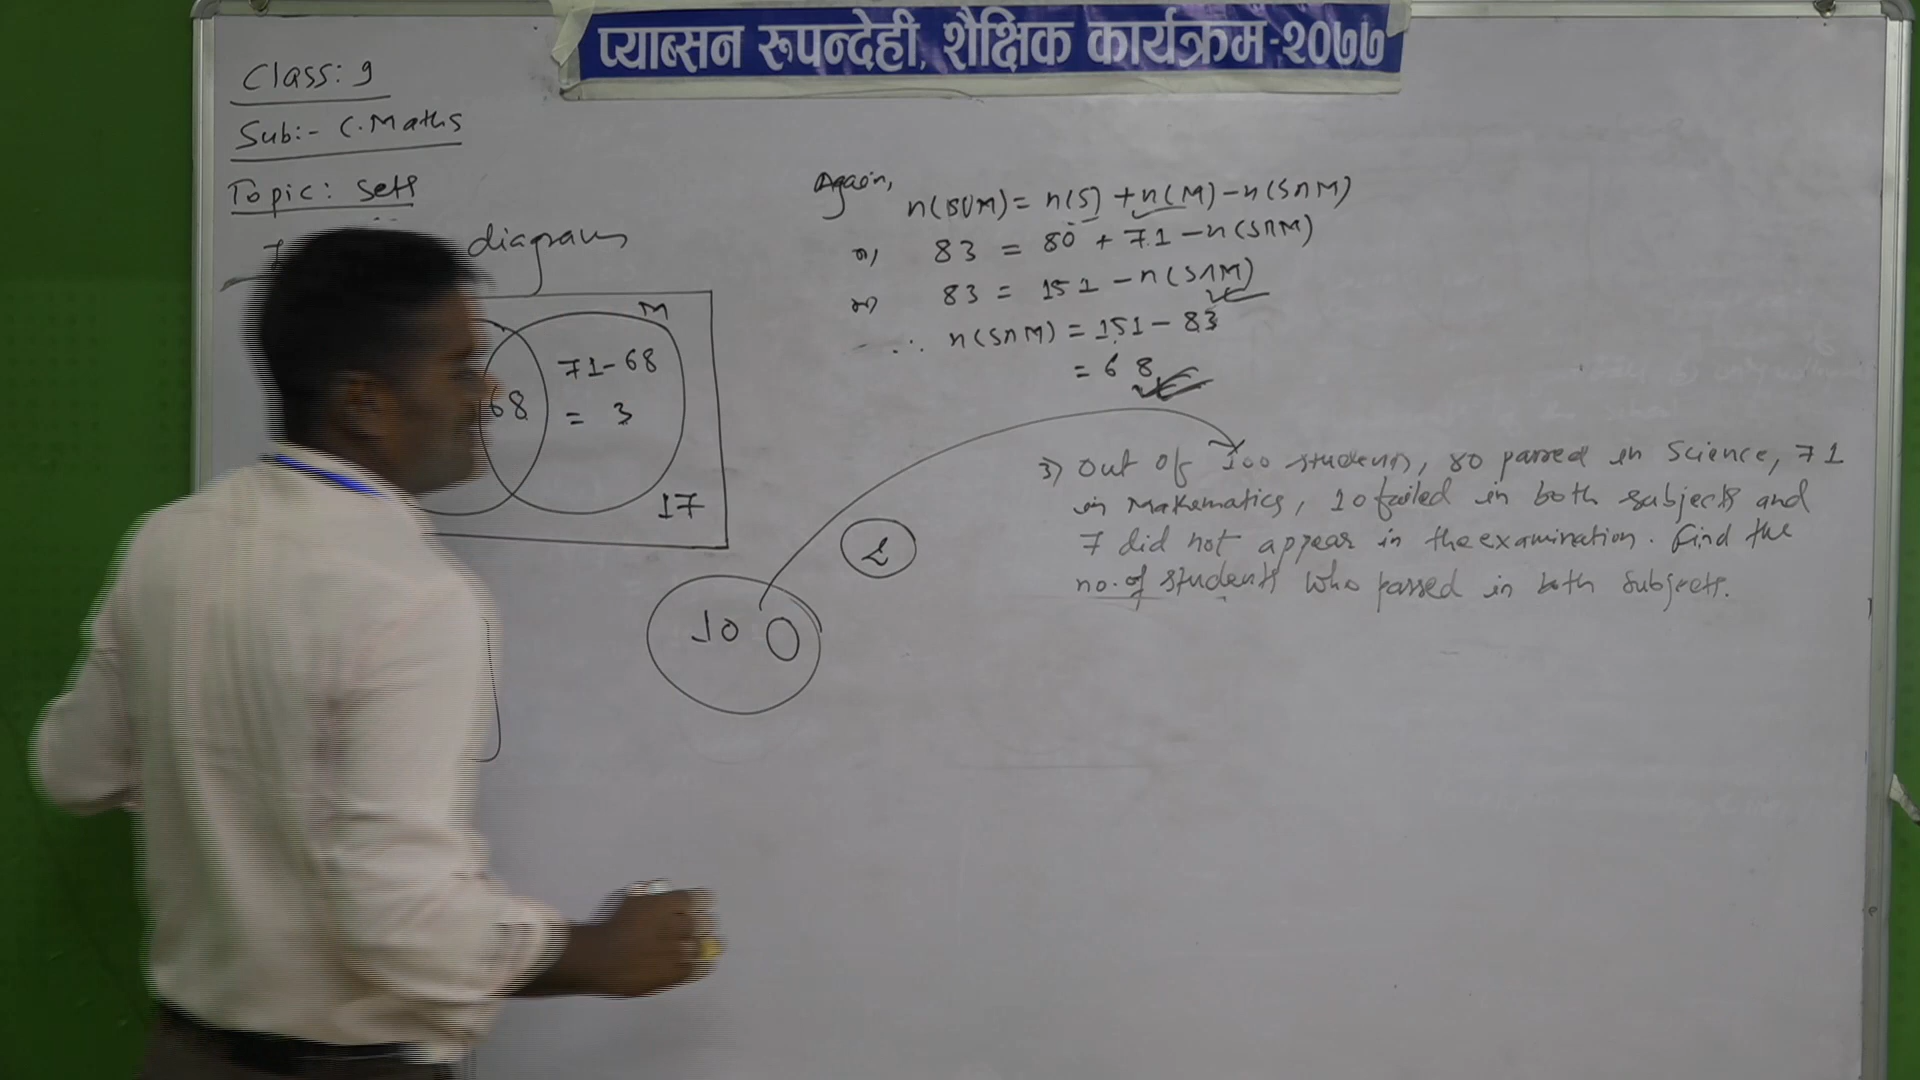 प्याब्सन रूपन्देही, शैक्षिक कार्यक्रम-२०७७
Class: 9
Sub:- C.Maths
Topic: Sets
diagram
M
68
71-68
= 3
17
Again,
n(SUM) = n(S) + n(M) - n(S∩M)
or, 83 = 80 + 71 - n(S∩M)
or, 83 = 151 - n(S∩M)
∴ n(S∩M) = 151 - 83
= 68
100
3) Out of 100 students, 80 passed in Science, 71
in Mathematics, 10 failed in both subjects and
7 did not appear in the examination. Find the
no. of students who passed in both subjects.